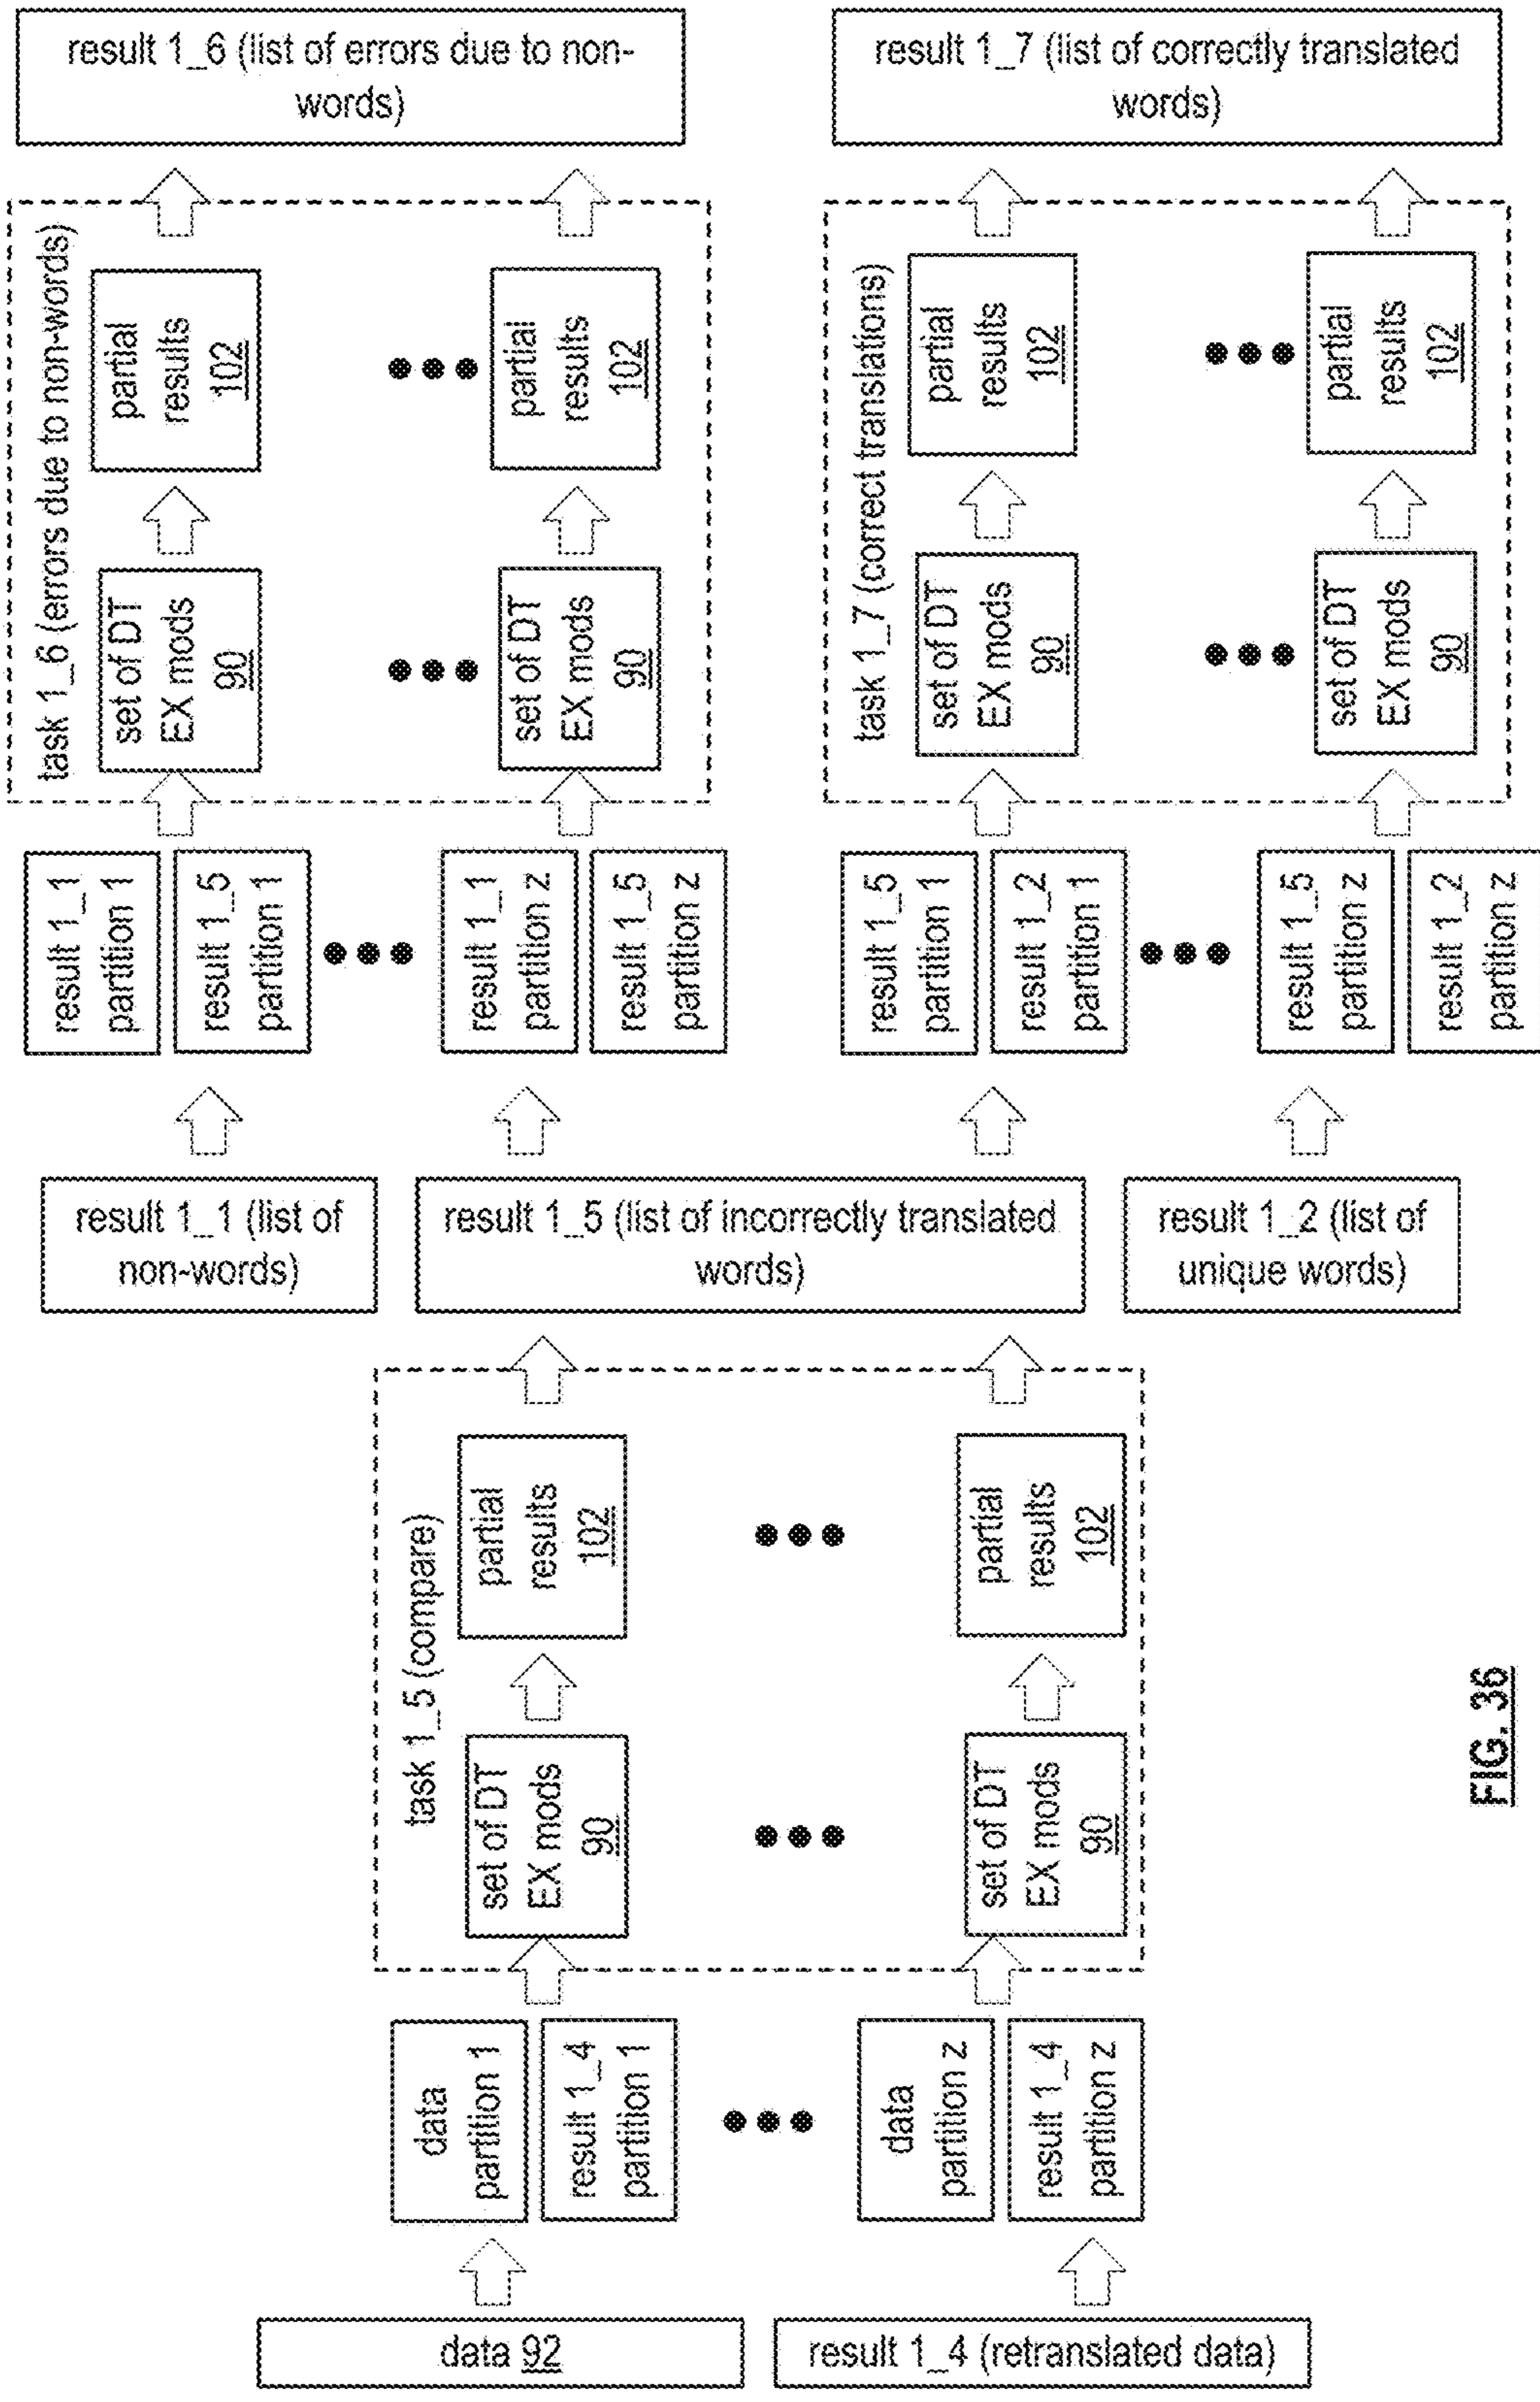 data 92
result 1_4 (retranslated data)
data
partition 1
result 1_4
partition 1
data
partition z
result 1_4
partition z
task 1_5 (compare)
set of DT
EX mods
90
partial
results
102
set of DT
EX mods
90
partial
results
102
result 1_1 (list of
non-words)
result 1_5 (list of incorrectly translated
words)
result 1_2 (list of
unique words)
result 1_1
partition 1
result 1_5
partition 1
result 1_1
partition z
result 1_5
partition z
task 1_6 (errors due to non-words)
set of DT
EX mods
90
partial
results
102
set of DT
EX mods
90
partial
results
102
result 1_6 (list of errors due to non-
words)
result 1_5
partition 1
result 1_2
partition 1
result 1_5
partition z
result 1_2
partition z
task 1_7 (correct translations)
set of DT
EX mods
90
partial
results
102
set of DT
EX mods
90
partial
results
102
result 1_7 (list of correctly translated
words)
FIG. 36